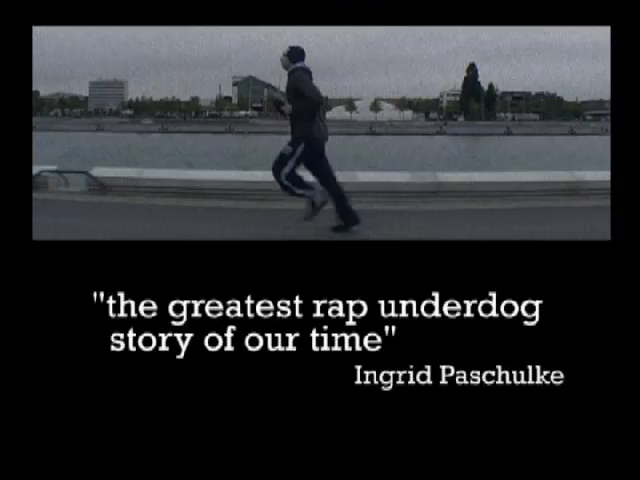 "the greatest rap underdog
story of our time"
Ingrid Paschulke